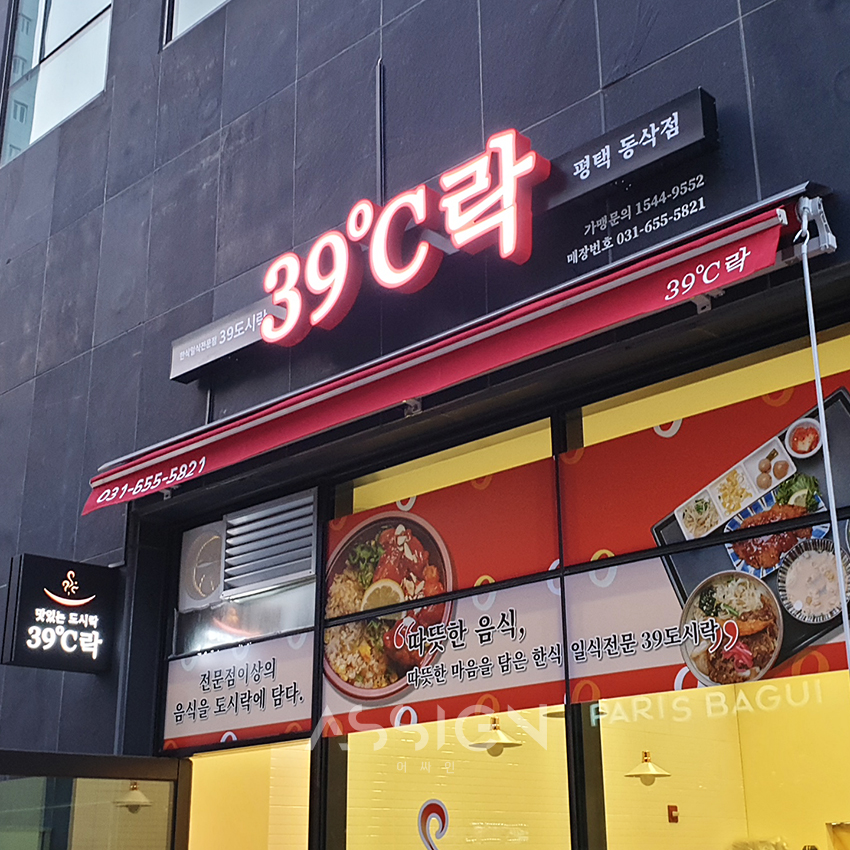 평택 동삭점
39℃락
가맹문의 1544-9552
매장번호 031-655-5821
한식일식전문점 39도시락
39℃락
031-655-5821
맛있는 도시락
39℃락
전문점이상의
음식을 도시락에 담다.
“따뜻한 음식,
따뜻한 마음을 담은 한식 일식전문 39도시락”
ASSIGN
어싸인
PARIS BAGUI